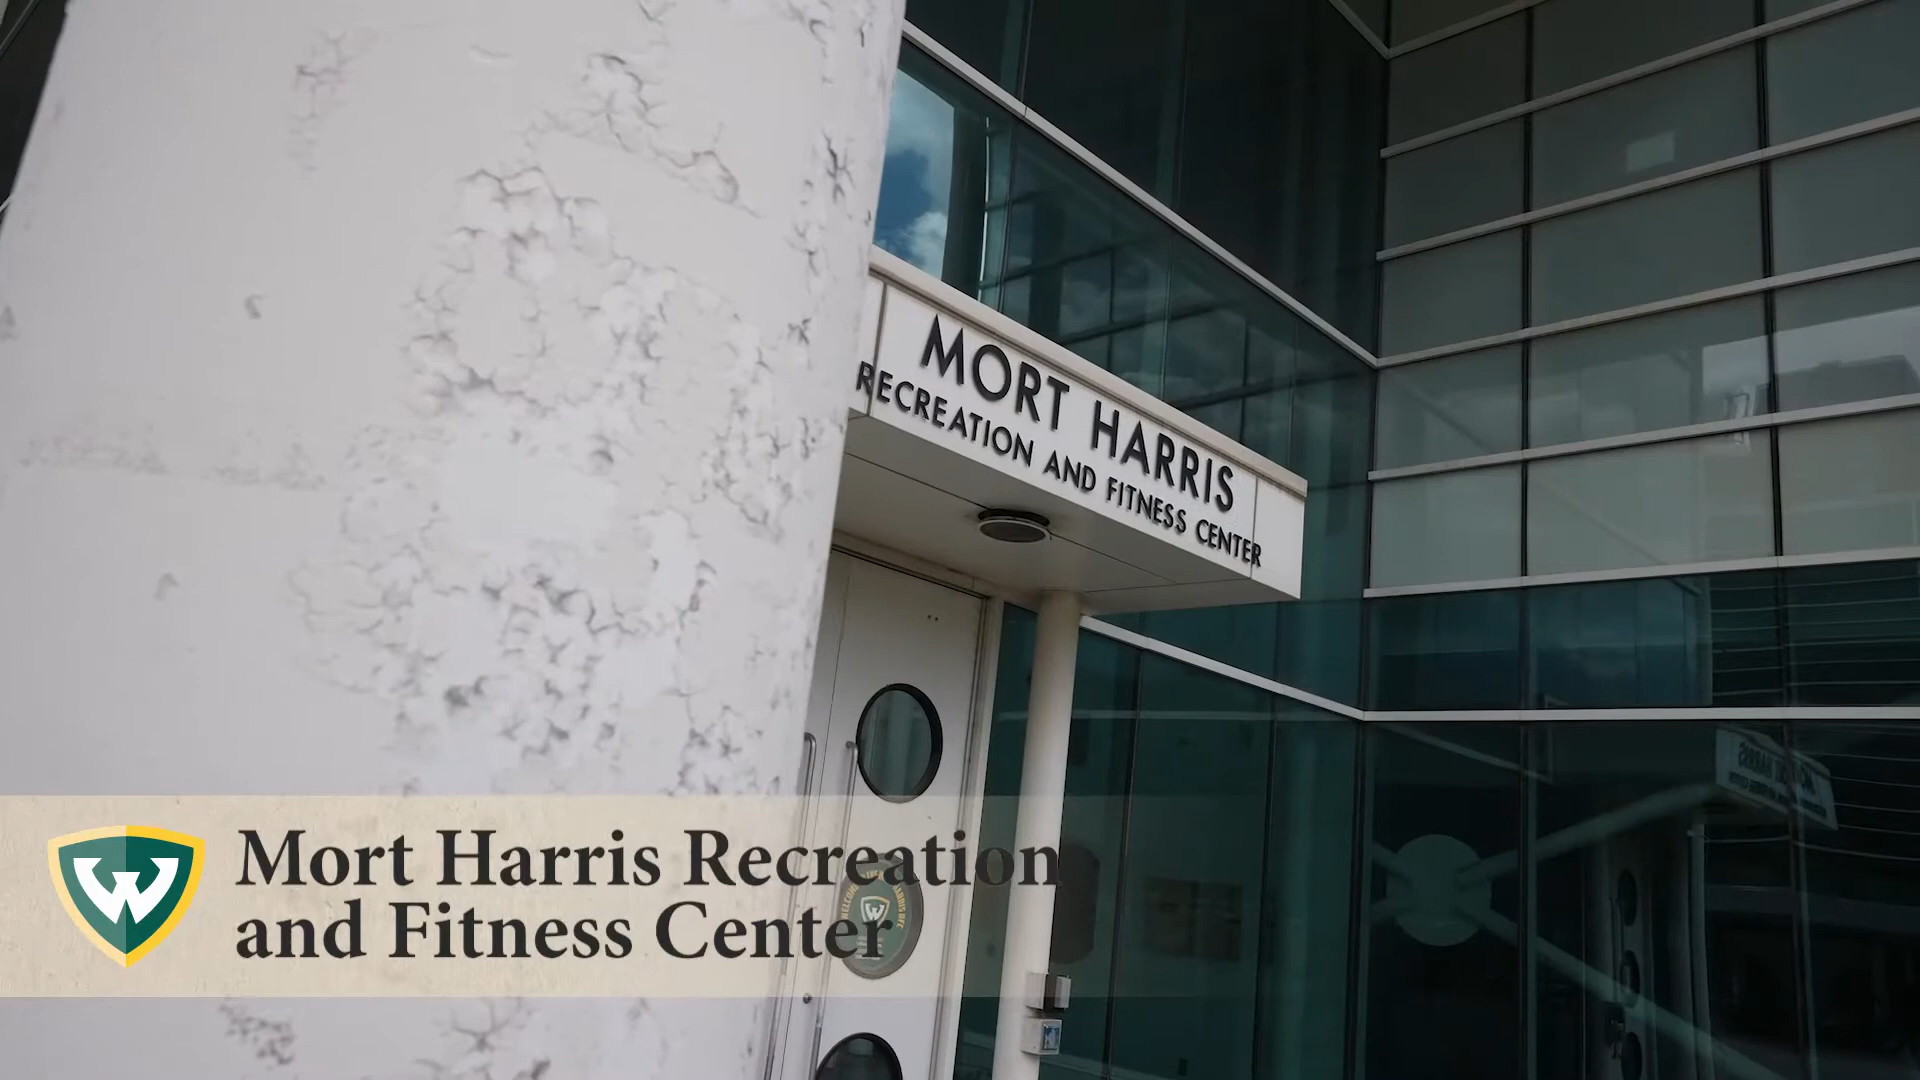 MORT HARRIS
RECREATION AND FITNESS CENTER
Mort Harris Recreation
and Fitness Center
W